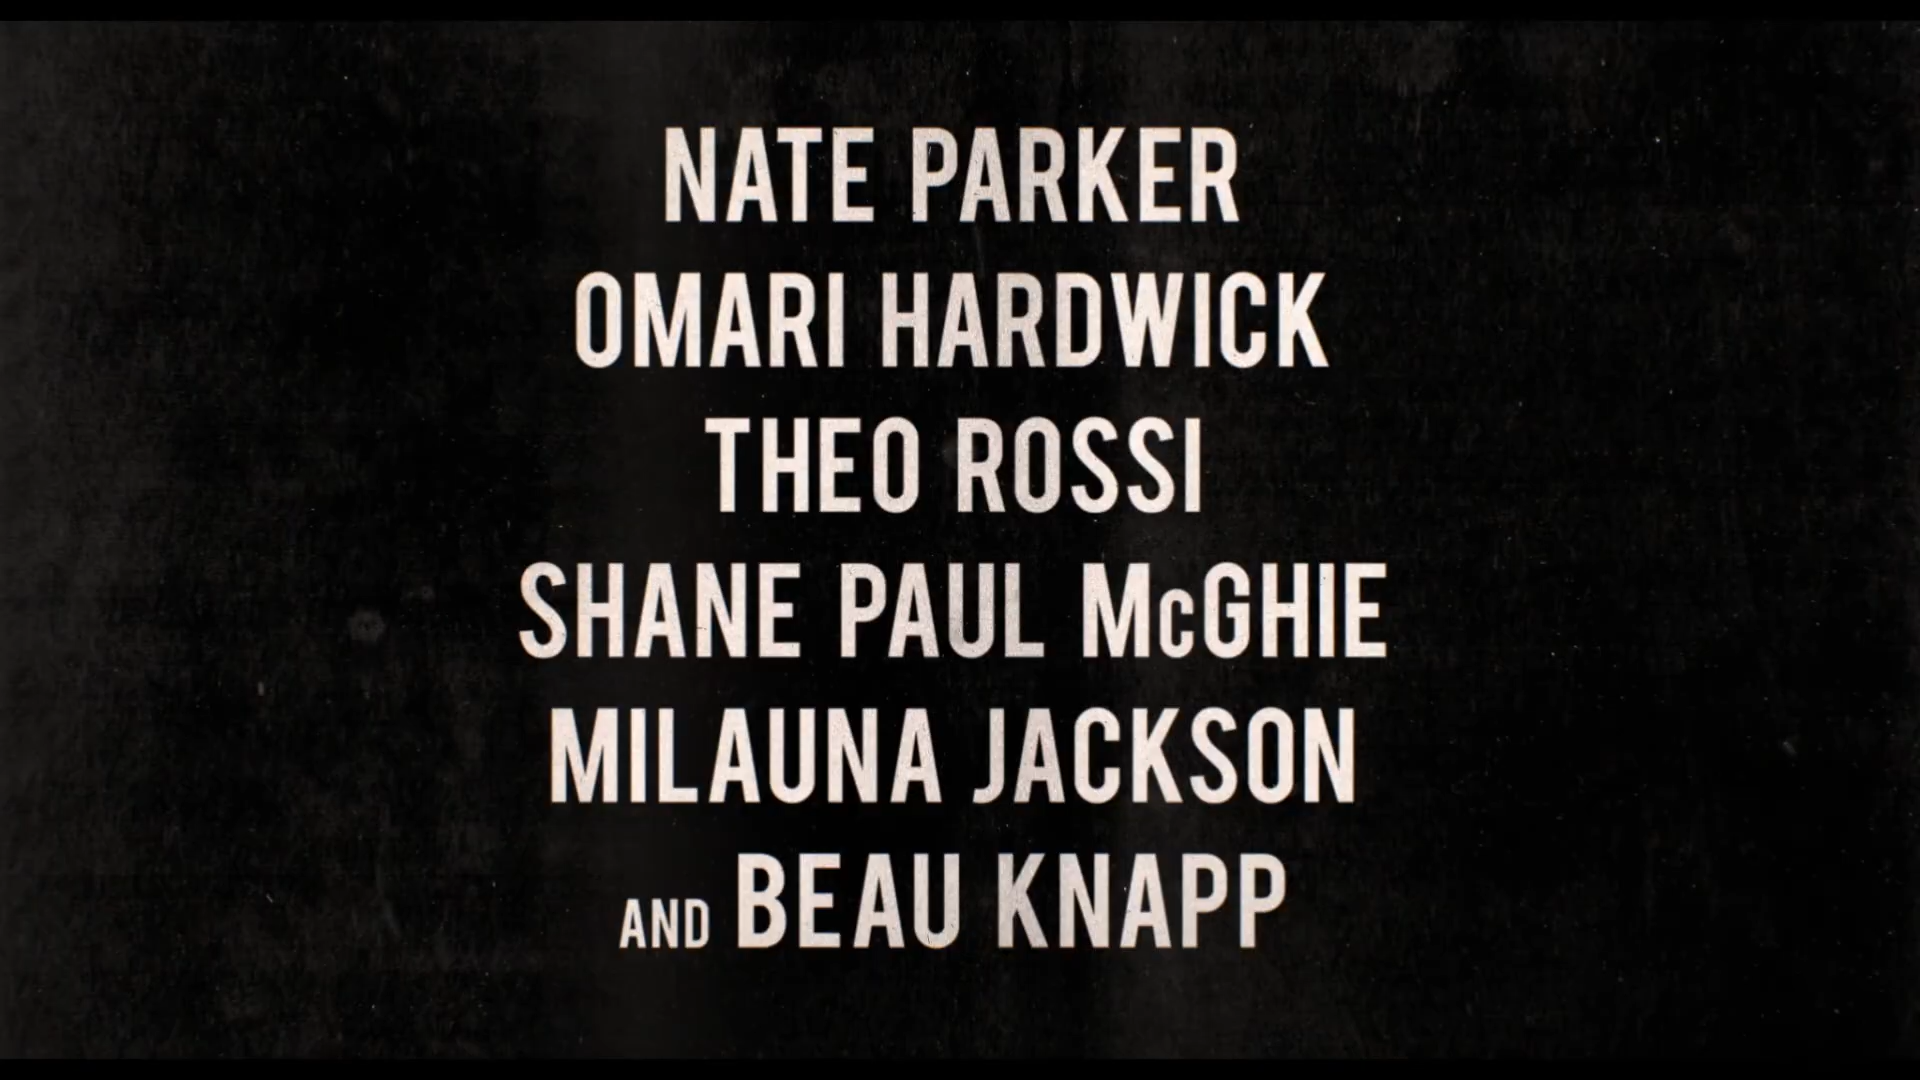 NATE PARKER
OMARI HARDWICK
THEO ROSSI
SHANE PAUL McGHIE
MILAUNA JACKSON
AND BEAU KNAPP